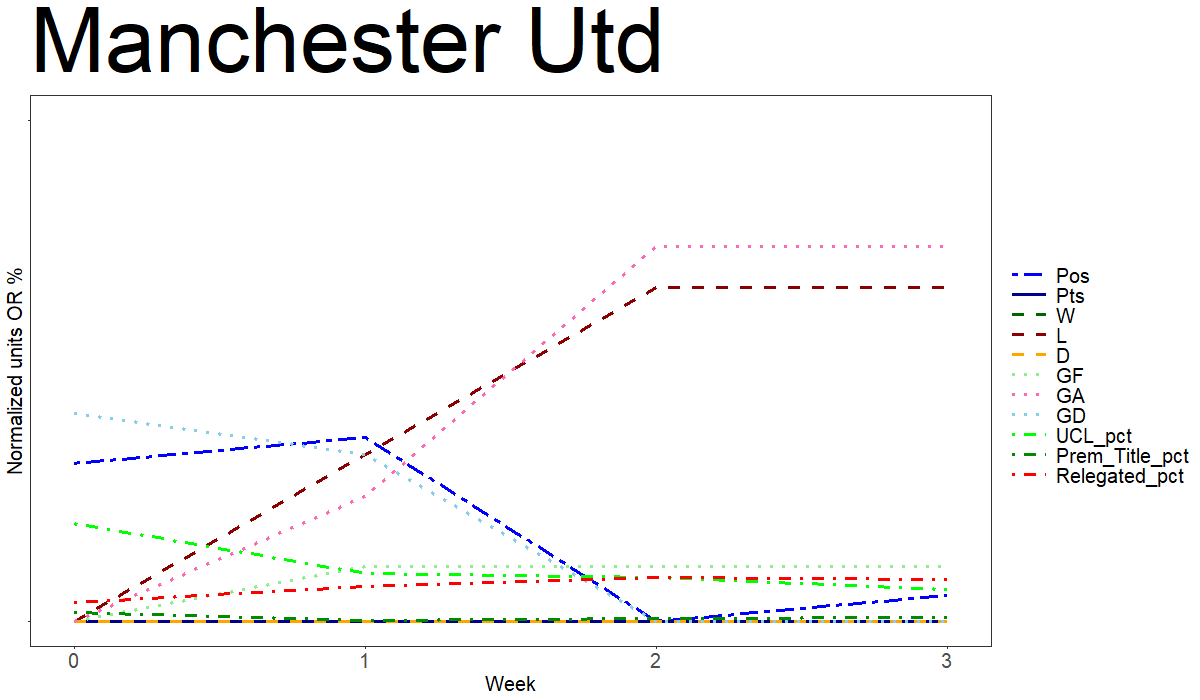 Manchester Utd
Normalized units OR %
0 1 2 3
Week
Pos
Pts
W
L
D
GF
GA
GD
UCL_pct
Prem_Title_pct
Relegated_pct